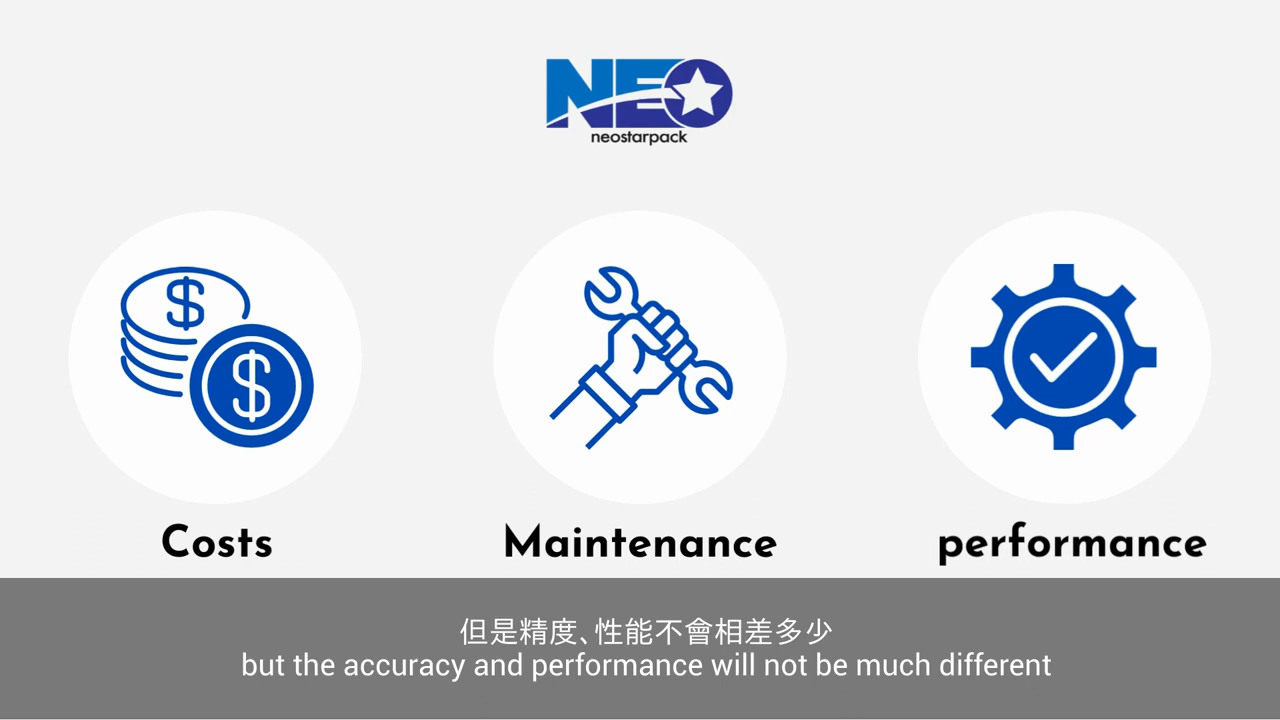 NEO
neostarpack
$
$
Costs
Maintenance
performance
但是精度、性能不會相差多少
but the accuracy and performance will not be much different